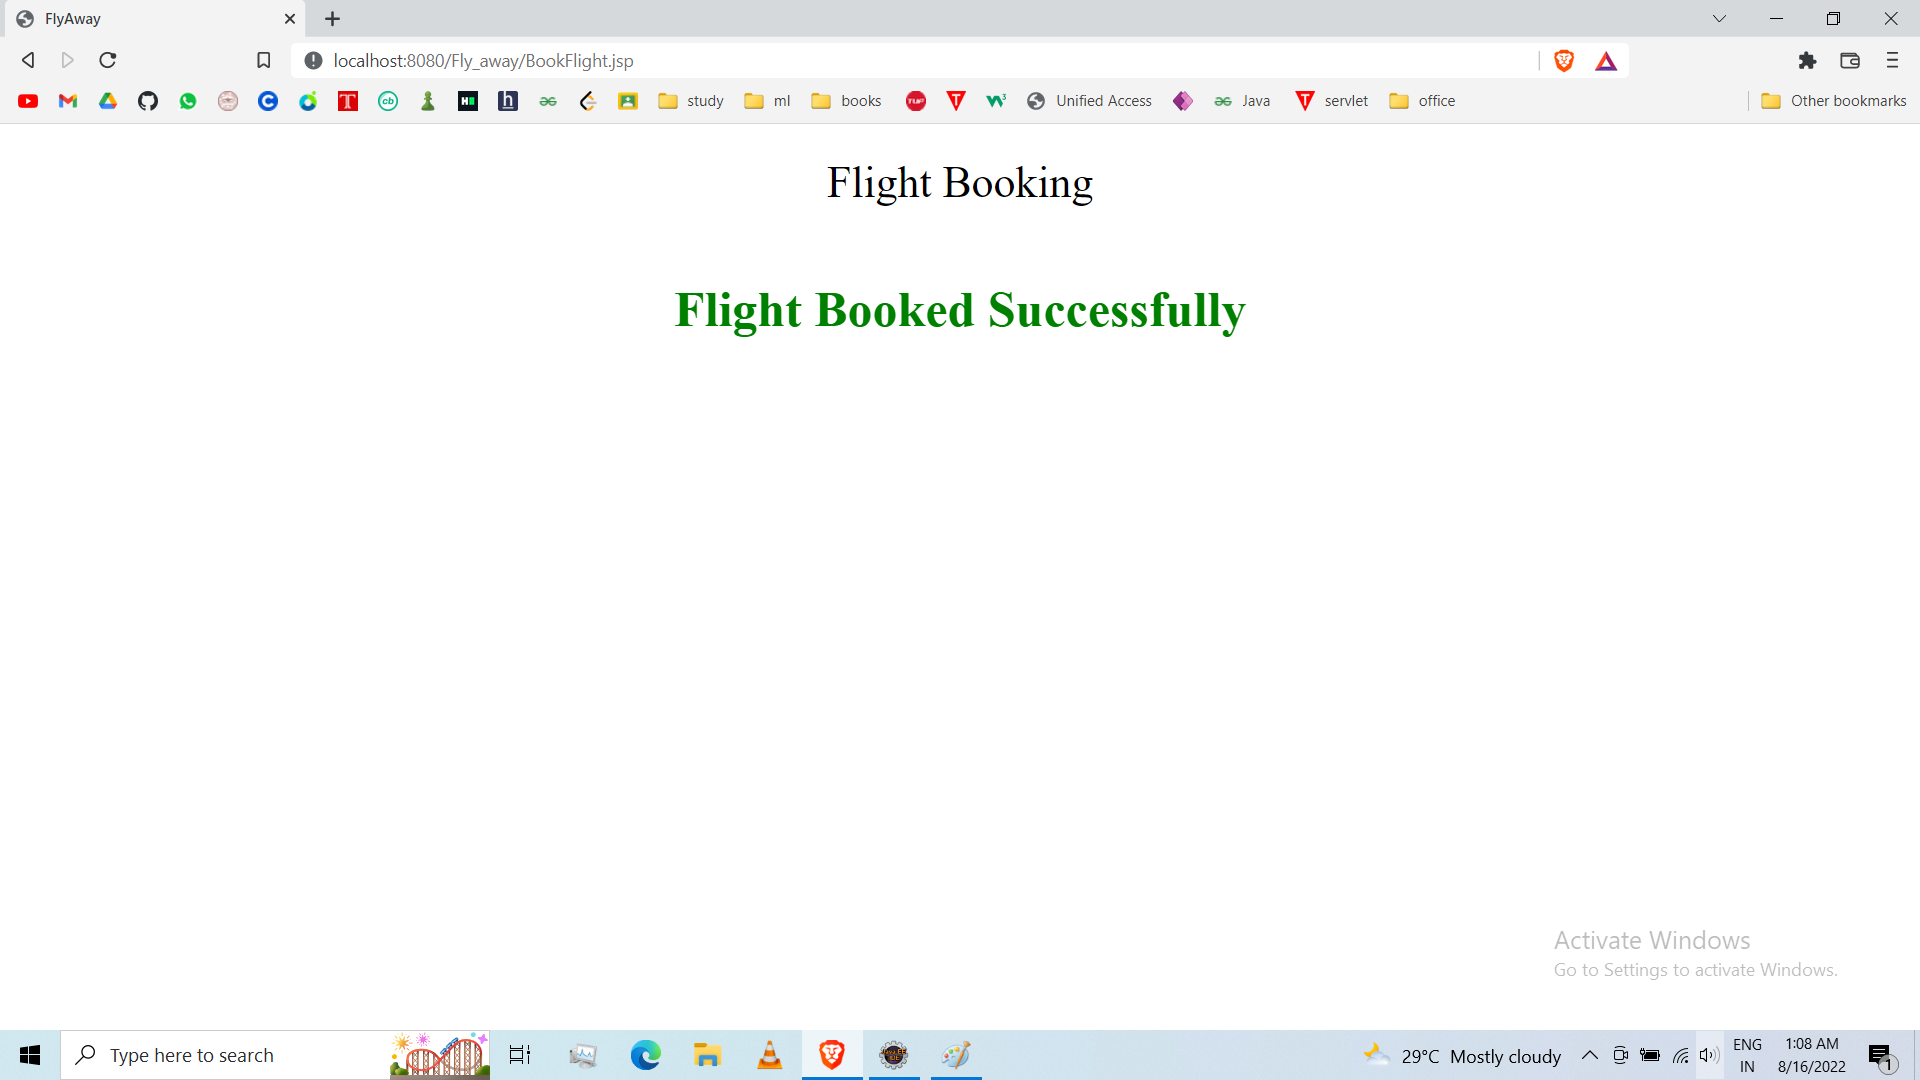 FlyAway
localhost:8080/Fly_away/BookFlight.jsp
study ml books Unified Access Java servlet office Other bookmarks
Flight Booking
Flight Booked Successfully
Activate Windows
Go to Settings to activate Windows.
Type here to search
29°C Mostly cloudy
ENG
IN
1:08 AM
8/16/2022
1